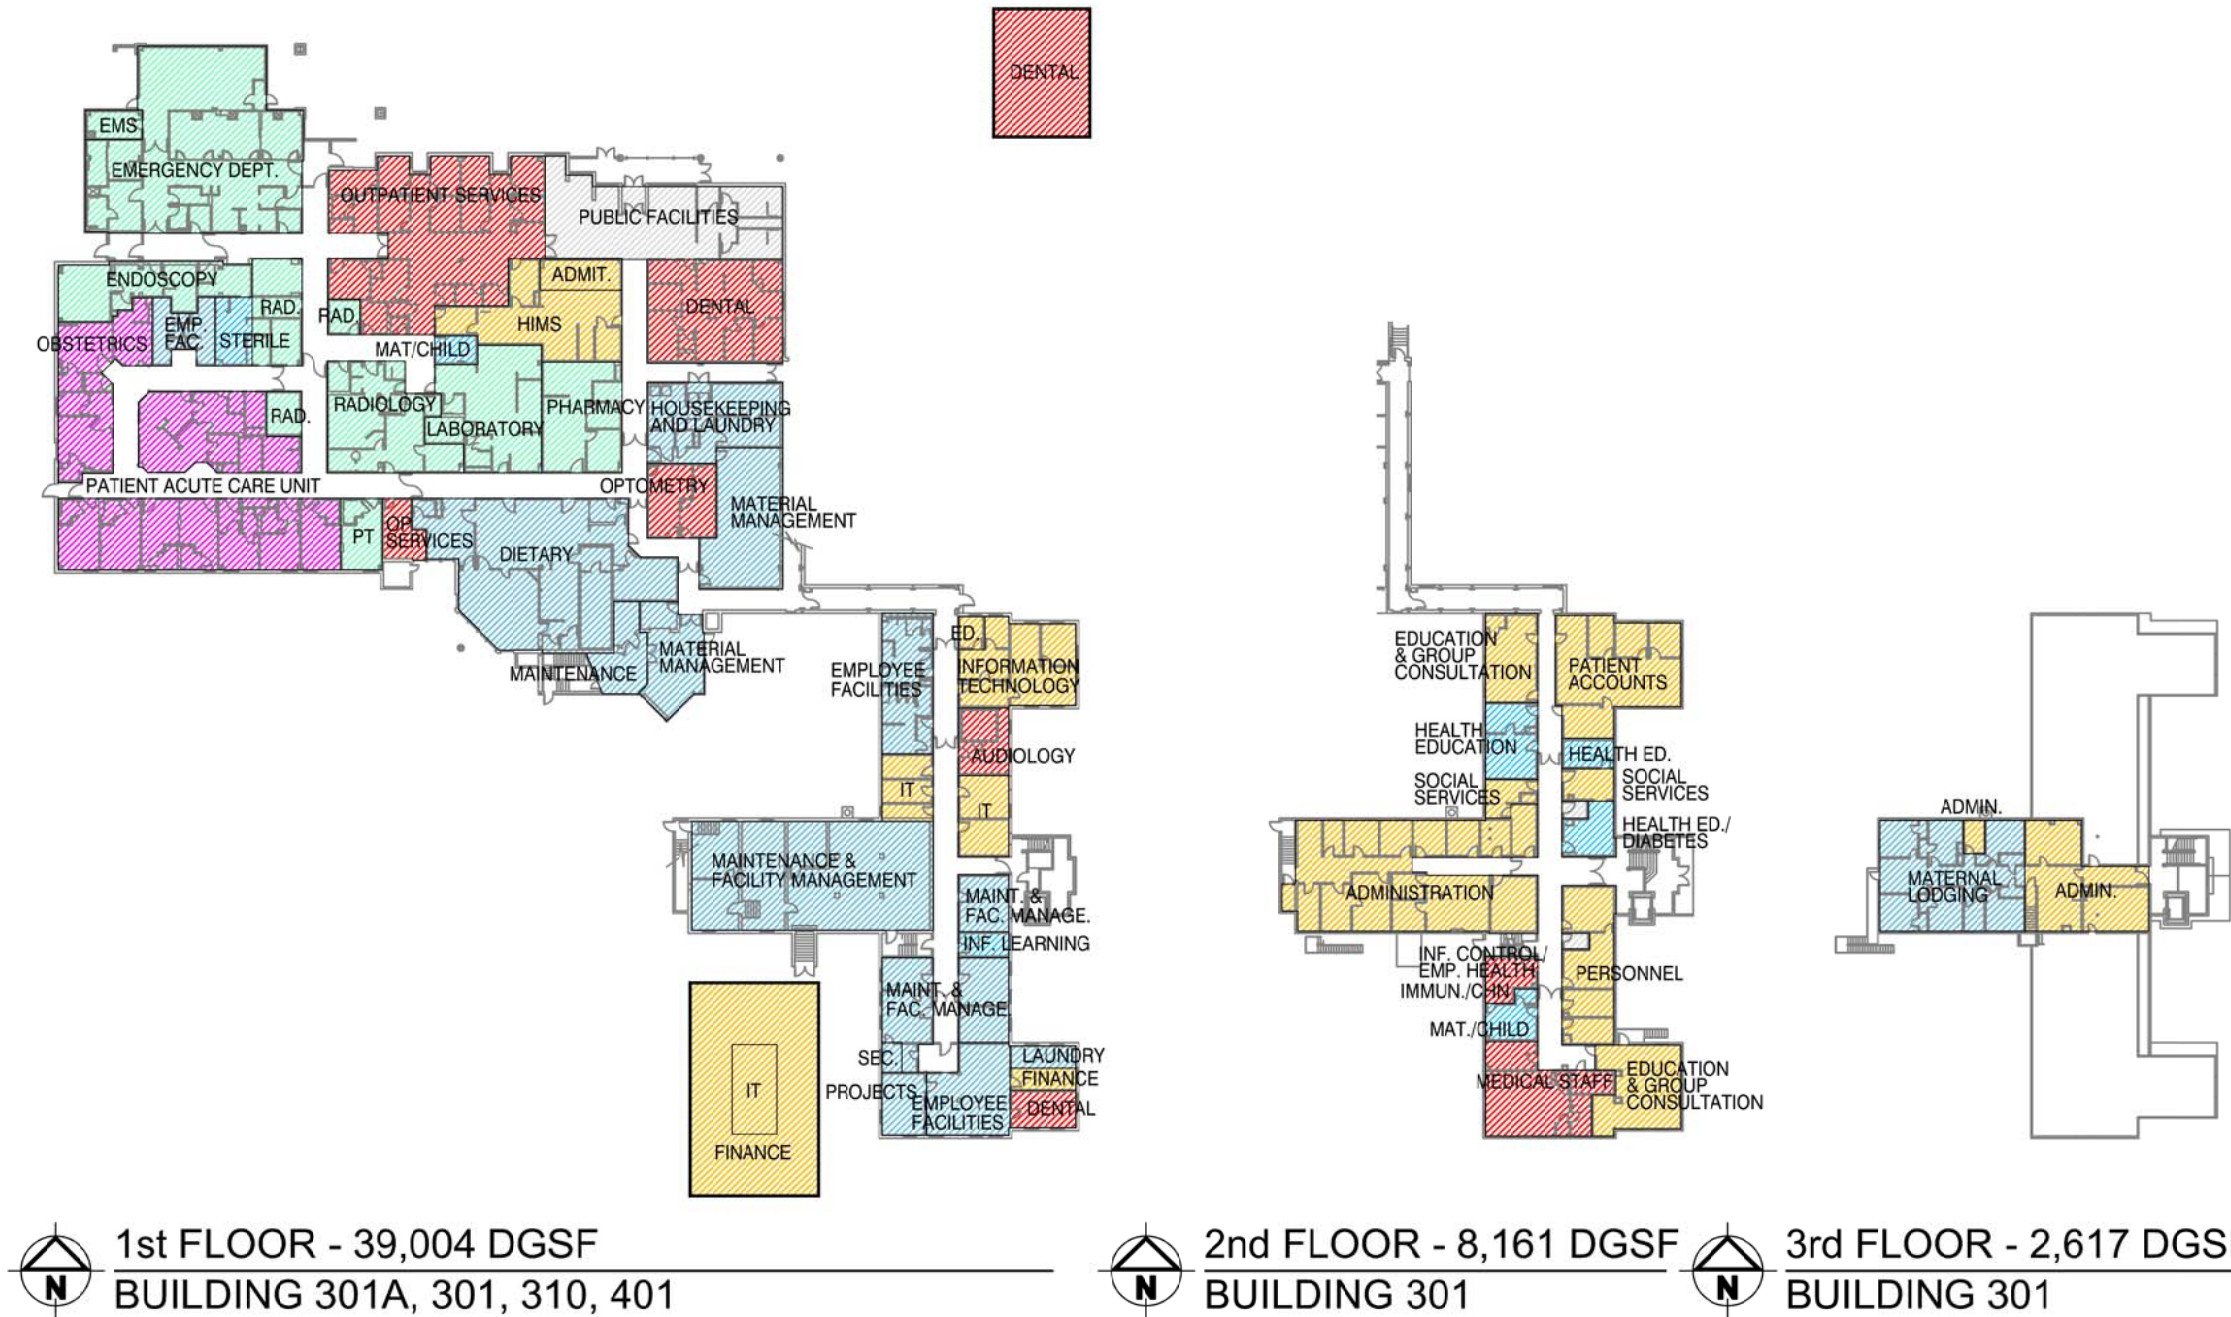 DENTAL
EMS
EMERGENCY DEPT.
OUTPATIENT SERVICES
PUBLIC FACILITIES
ENDOSCOPY
ADMIT.
RAD.
RAD.
DENTAL
EMP.
FAC.
STERILE
HIMS
OBSTETRICS
MAT/CHILD
RADIOLOGY
RAD.
LABORATORY
PHARMACY
HOUSEKEEPING
AND LAUNDRY
PATIENT ACUTE CARE UNIT
OPTOMETRY
MATERIAL
MANAGEMENT
PT
OP
SERVICES
DIETARY
MAINTENANCE
MATERIAL
MANAGEMENT
EMPLOYEE
FACILITIES
ED.
INFORMATION
TECHNOLOGY
AUDIOLOGY
IT
IT
MAINTENANCE &
FACILITY MANAGEMENT
MAINT. &
FAC. MANAGE.
INF. LEARNING
MAINT. &
FAC. MANAGE.
SEC.
LAUNDRY
FINANCE
PROJECTS
EMPLOYEE
FACILITIES
DENTAL
IT
FINANCE
EDUCATION
& GROUP
CONSULTATION
PATIENT
ACCOUNTS
HEALTH
EDUCATION
HEALTH ED.
SOCIAL
SERVICES
SOCIAL
SERVICES
HEALTH ED./
DIABETES
ADMINISTRATION
INF. CONTROL/
EMP. HEALTH
IMMUN./CHN
PERSONNEL
MAT./CHILD
MEDICAL STAFF
EDUCATION
& GROUP
CONSULTATION
ADMIN.
MATERNAL
LODGING
ADMIN.
N
1st FLOOR - 39,004 DGSF
BUILDING 301A, 301, 310, 401
N
2nd FLOOR - 8,161 DGSF
BUILDING 301
N
3rd FLOOR - 2,617 DGS
BUILDING 301